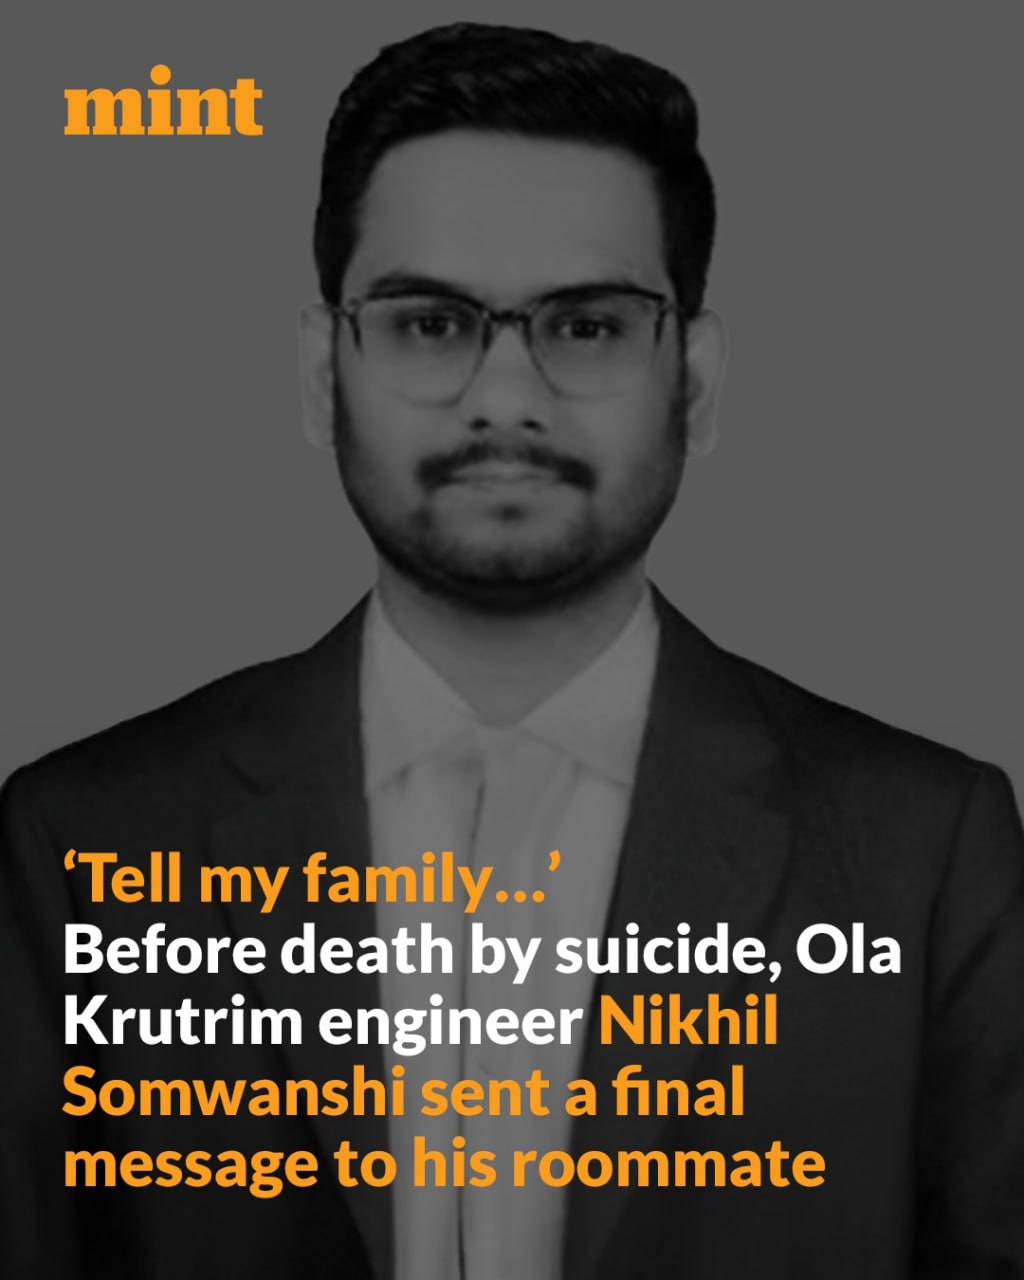 mint
‘Tell my family...’
Before death by suicide, Ola
Krutrim engineer Nikhil
Somwanshi sent a final
message to his roommate